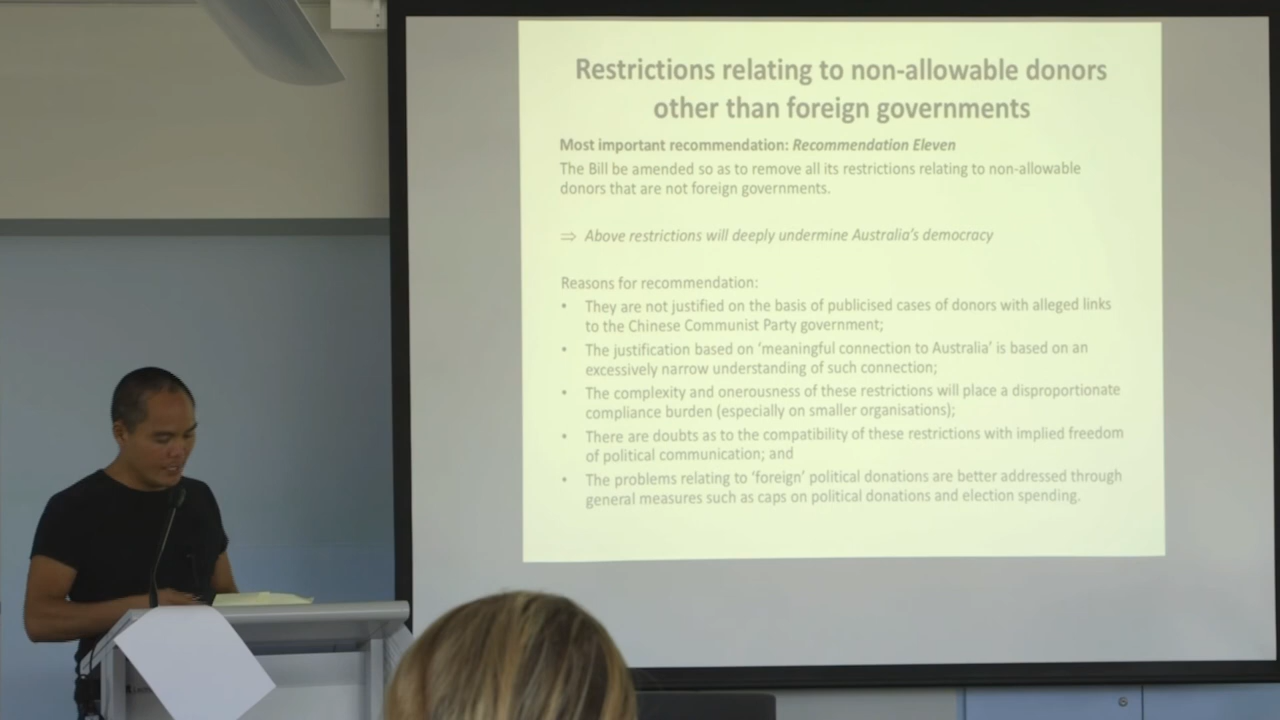 Restrictions relating to non-allowable donors
other than foreign governments
Most important recommendation: Recommendation Eleven
The Bill be amended so as to remove all its restrictions relating to non-allowable
donors that are not foreign governments.
⇒ Above restrictions will deeply undermine Australia's democracy
Reasons for recommendation:
• They are not justified on the basis of publicised cases of donors with alleged links
to the Chinese Communist Party government;
• The justification based on 'meaningful connection to Australia' is based on an
excessively narrow understanding of such connection;
• The complexity and onerousness of these restrictions will place a disproportionate
compliance burden (especially on smaller organisations);
• There are doubts as to the compatibility of these restrictions with implied freedom
of political communication; and
• The problems relating to 'foreign' political donations are better addressed through
general measures such as caps on political donations and election spending.